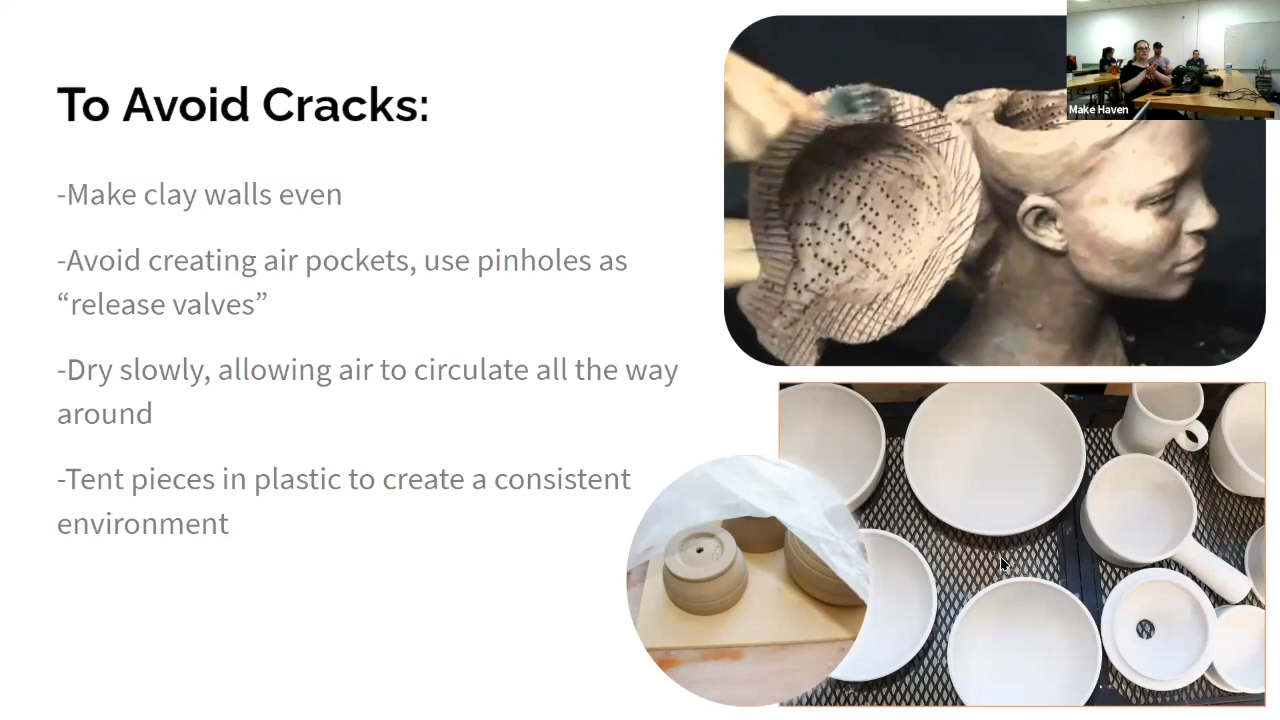 To Avoid Cracks:
-Make clay walls even
-Avoid creating air pockets, use pinholes as
“release valves”
-Dry slowly, allowing air to circulate all the way
around
-Tent pieces in plastic to create a consistent
environment
Make Haven